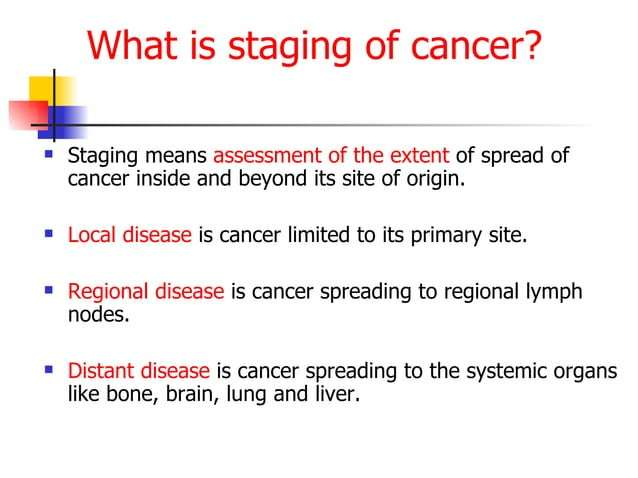 What is staging of cancer?
Staging means assessment of the extent of spread of
cancer inside and beyond its site of origin.
Local disease is cancer limited to its primary site.
Regional disease is cancer spreading to regional lymph
nodes.
Distant disease is cancer spreading to the systemic organs
like bone, brain, lung and liver.